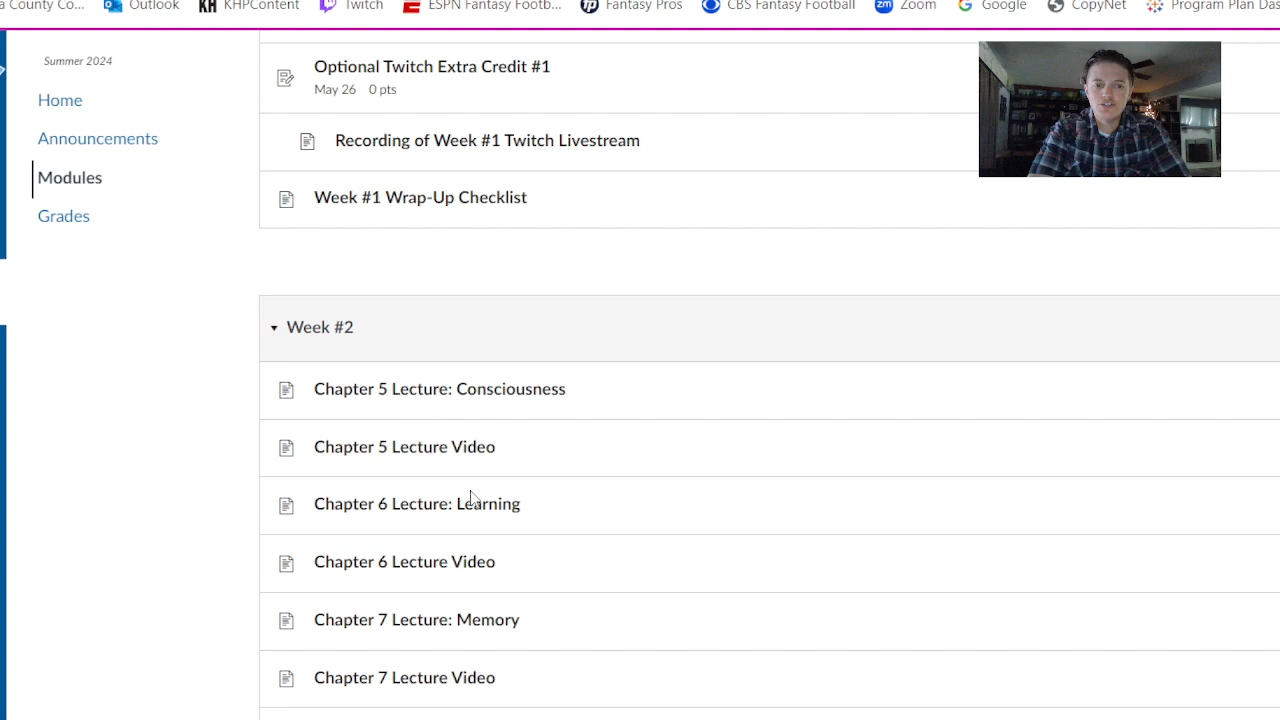 a County Co... Outlook KH KHPContent Twitch ESPN Fantasy Footb... fp Fantasy Pros CBS Fantasy Football zm Zoom Google CopyNet Program Plan Das
Summer 2024
Home
Announcements
Modules
Grades
Optional Twitch Extra Credit #1
May 26 0 pts
Recording of Week #1 Twitch Livestream
Week #1 Wrap-Up Checklist
Week #2
Chapter 5 Lecture: Consciousness
Chapter 5 Lecture Video
Chapter 6 Lecture: Learning
Chapter 6 Lecture Video
Chapter 7 Lecture: Memory
Chapter 7 Lecture Video